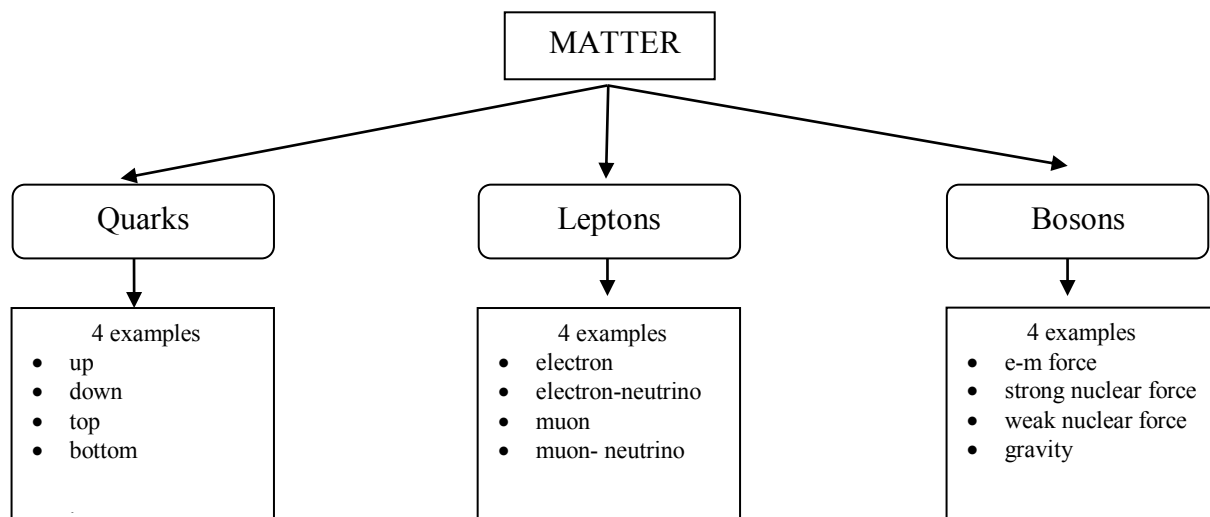 MATTER
Quarks
Leptons
Bosons
4 examples
• up
• down
• top
• bottom
4 examples
• electron
• electron-neutrino
• muon
• muon- neutrino
4 examples
• e-m force
• strong nuclear force
• weak nuclear force
• gravity